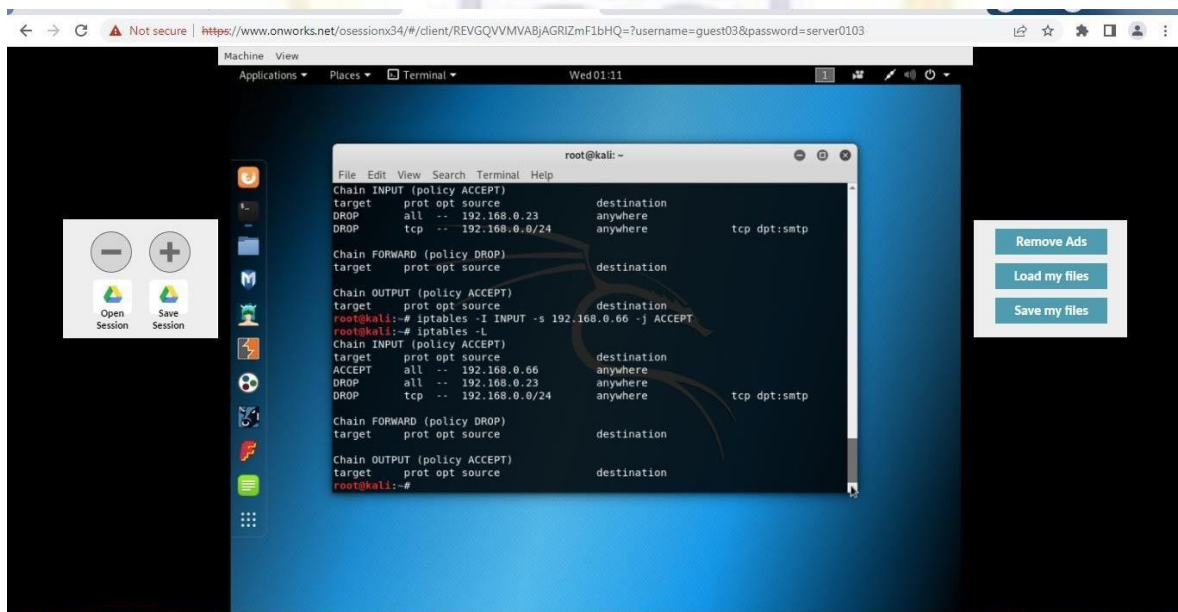 Not secure | https://www.onworks.net/osessionx34/#/client/REVGQVVMVABjAGRIZmF1bHQ=?username=guest03&password=server0103
Machine View
Applications Places Terminal Wed 01:11 1
root@kali: ~
File Edit View Search Terminal Help
Chain INPUT (policy ACCEPT)
target prot opt source destination
DROP all -- 192.168.0.23 anywhere
DROP tcp -- 192.168.0.0/24 anywhere tcp dpt:smtp
Chain FORWARD (policy DROP)
target prot opt source destination
Chain OUTPUT (policy ACCEPT)
target prot opt source destination
root@kali:~# iptables -I INPUT -s 192.168.0.66 -j ACCEPT
root@kali:~# iptables -L
Chain INPUT (policy ACCEPT)
target prot opt source destination
ACCEPT all -- 192.168.0.66 anywhere
DROP all -- 192.168.0.23 anywhere
DROP tcp -- 192.168.0.0/24 anywhere tcp dpt:smtp
Chain FORWARD (policy DROP)
target prot opt source destination
Chain OUTPUT (policy ACCEPT)
target prot opt source destination
root@kali:~#
Open Session
Save Session
Remove Ads
Load my files
Save my files